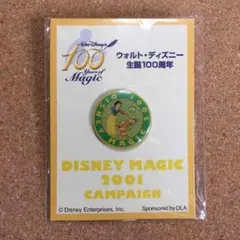 Walt Disney's
100
Years of
Magic
ウォルト・ディズニー
生誕100周年
DISNEY MAGIC
2001
CAMPAIGN
© Disney Enterprises, Inc.
Sponsored by DLA